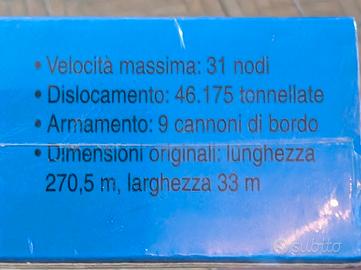 • Velocità massima: 31 nodi
• Dislocamento: 46.175 tonnellate
• Armamento: 9 cannoni di bordo
• Dimensioni originali: lunghezza
270,5 m, larghezza 33 m
subito